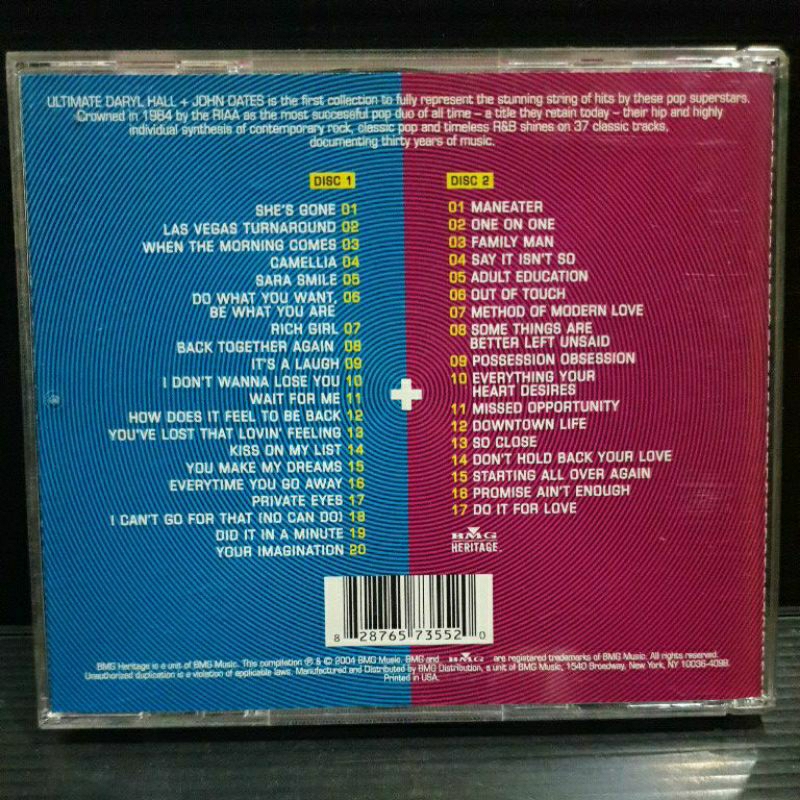 ULTIMATE DARYL HALL + JOHN OATES is the first collection to fully represent the stunning string of hits by these pop superstars.
Crowned in 1984 by the RIAA as the most successful pop duo of all time – a title they retain today – their hip and highly
individual synthesis of contemporary rock, classic pop and timeless R&B shines on 37 classic tracks,
documenting thirty years of music.
DISC 1
SHE'S GONE 01
LAS VEGAS TURNAROUND 02
WHEN THE MORNING COMES 03
CAMELLIA 04
SARA SMILE 05
DO WHAT YOU WANT, 06
BE WHAT YOU ARE
RICH GIRL 07
BACK TOGETHER AGAIN 08
IT'S A LAUGH 09
I DON'T WANNA LOSE YOU 10
WAIT FOR ME 11
HOW DOES IT FEEL TO BE BACK 12
YOU'VE LOST THAT LOVIN' FEELING 13
KISS ON MY LIST 14
YOU MAKE MY DREAMS 15
EVERYTIME YOU GO AWAY 16
PRIVATE EYES 17
I CAN'T GO FOR THAT (NO CAN DO) 18
DID IT IN A MINUTE 19
YOUR IMAGINATION 20
DISC 2
01 MANEATER
02 ONE ON ONE
03 FAMILY MAN
04 SAY IT ISN'T SO
05 ADULT EDUCATION
06 OUT OF TOUCH
07 METHOD OF MODERN LOVE
08 SOME THINGS ARE
BETTER LEFT UNSAID
09 POSSESSION OBSESSION
10 EVERYTHING YOUR
HEART DESIRES
11 MISSED OPPORTUNITY
12 DOWNTOWN LIFE
13 SO CLOSE
14 DON'T HOLD BACK YOUR LOVE
15 STARTING ALL OVER AGAIN
16 PROMISE AIN'T ENOUGH
17 DO IT FOR LOVE
BMG
HERITAGE.
8 28765 73552 0
BMG Heritage is a unit of BMG Music. This compilation ℗ & © 2004 BMG Music. BMG and BMG are registered trademarks of BMG Music. All rights reserved.
Unauthorized duplication is a violation of applicable laws. Manufactured and Distributed by BMG Distribution, a unit of BMG Music, 1540 Broadway, New York, NY 10036-4098.
Printed in USA.